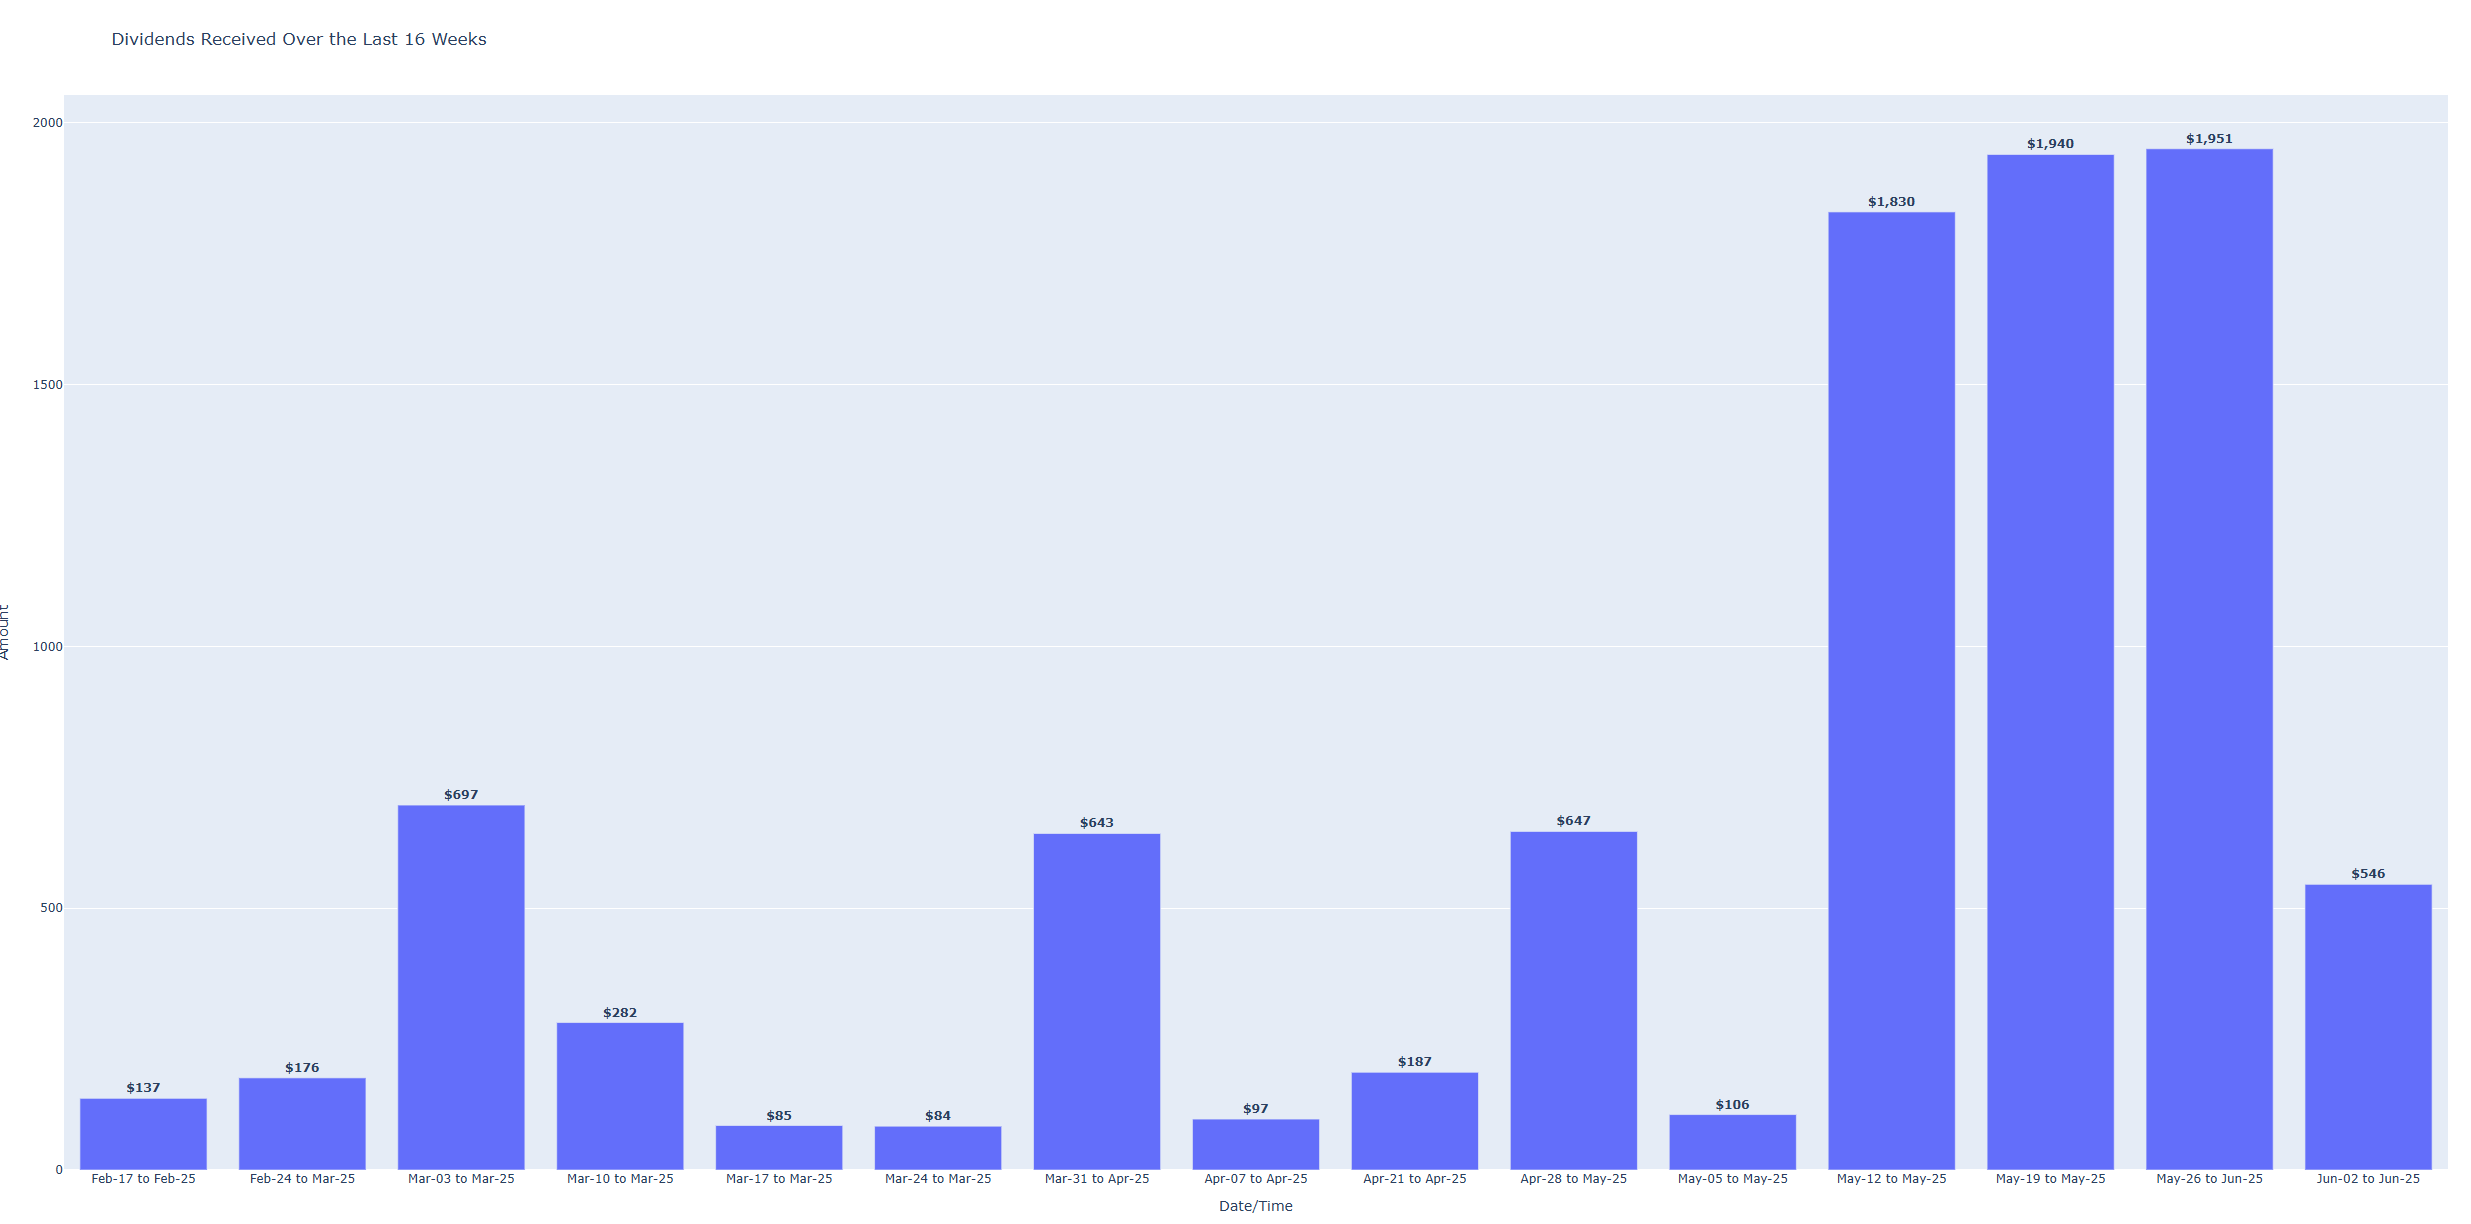 Dividends Received Over the Last 16 Weeks
2000
1500
1000
500
0
Amount
$137
$176
$697
$282
$85
$84
$643
$97
$187
$647
$106
$1,830
$1,940
$1,951
$546
Feb-17 to Feb-25
Feb-24 to Mar-25
Mar-03 to Mar-25
Mar-10 to Mar-25
Mar-17 to Mar-25
Mar-24 to Mar-25
Mar-31 to Apr-25
Apr-07 to Apr-25
Apr-21 to Apr-25
Apr-28 to May-25
May-05 to May-25
May-12 to May-25
May-19 to May-25
May-26 to Jun-25
Jun-02 to Jun-25
Date/Time